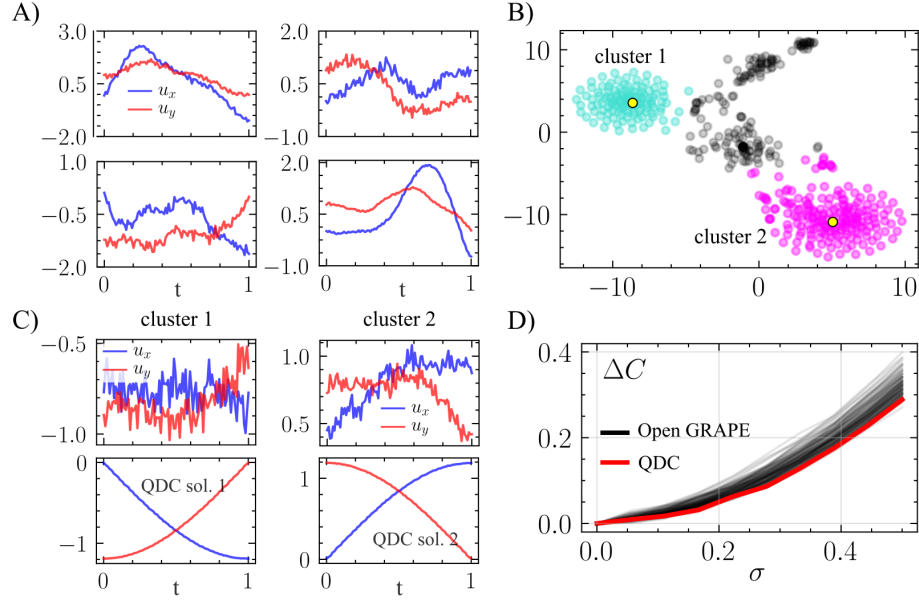 A)
3.0
0.5
−2.0
u_x
u_y
2.0
0.5
−1.0
1.0
−0.5
−2.0
0 1
t
2.0
0.5
−1.0
0 1
t
B)
cluster 1
cluster 2
10
0
−10
−10 0 10
C)
cluster 1
−0.5
−1.0
u_x
u_y
cluster 2
1.0
0.5
u_x
u_y
0
−1
QDC sol. 1
0 1
t
1
0
QDC sol. 2
0 1
t
D)
ΔC
0.4
0.2
0.0
Open GRAPE
QDC
0.0 0.2 0.4
σ